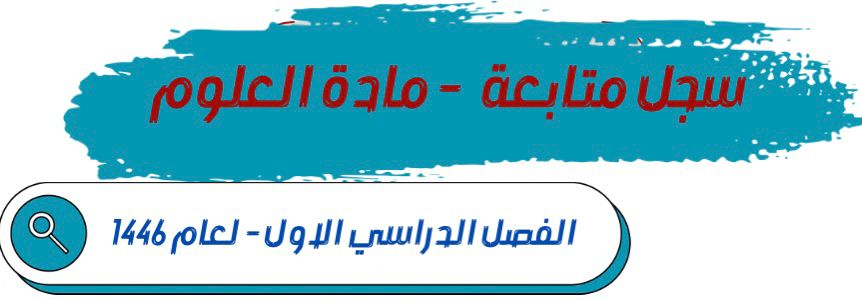 سجل متابعة - مادة العلوم
الفصل الدراسي الاول - لعام 1446